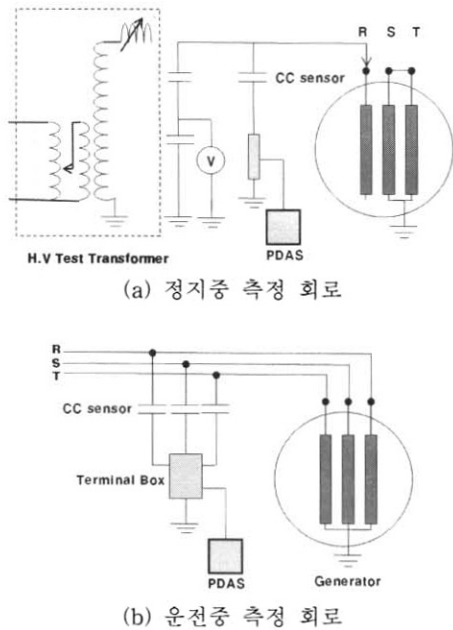 R S T
CC sensor
V
PDAS
H.V Test Transformer
(a) 정지중 측정 회로
R
S
T
CC sensor
Terminal Box
PDAS
Generator
(b) 운전중 측정 회로